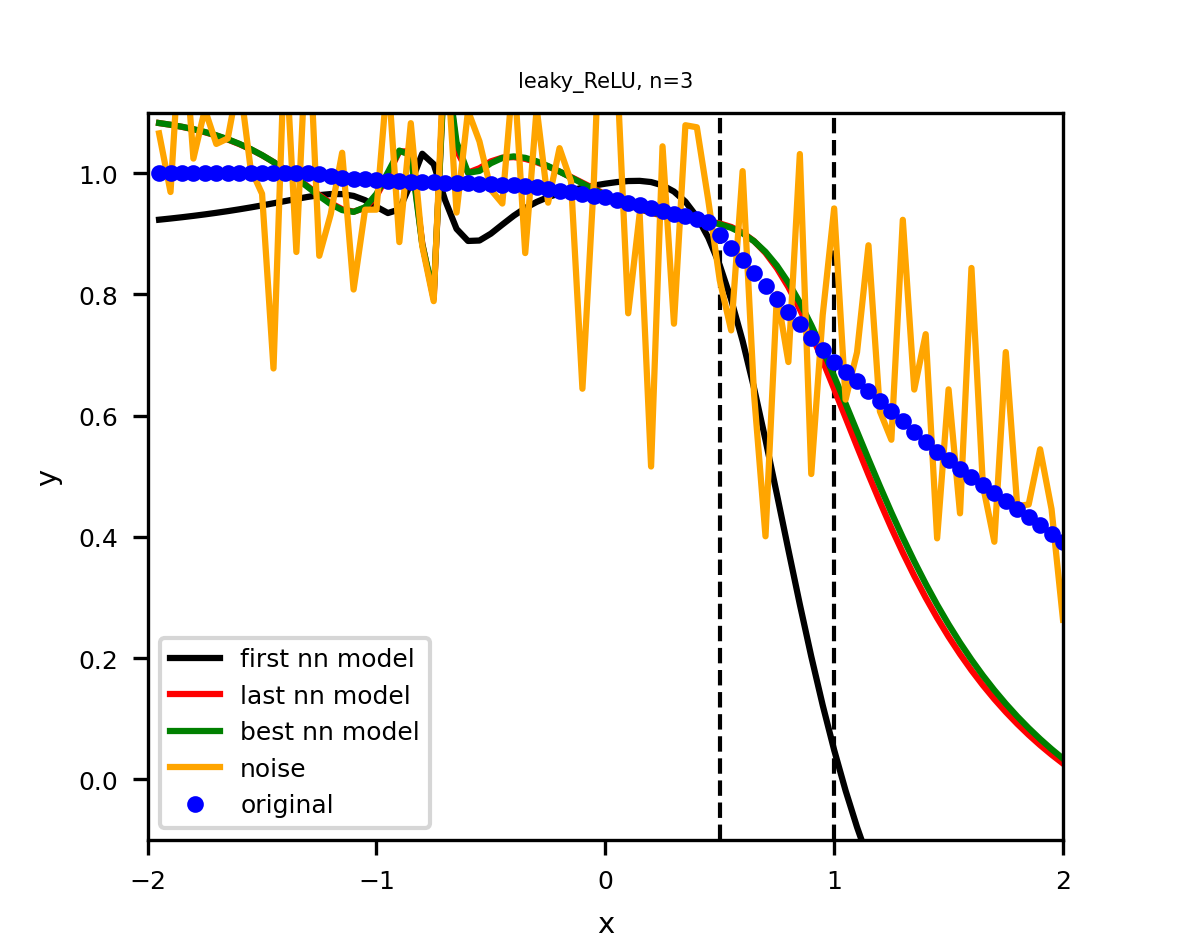 leaky_ReLU, n=3
y
1.0
0.8
0.6
0.4
0.2
0.0
first nn model
last nn model
best nn model
noise
original
−2
−1
0
1
2
x